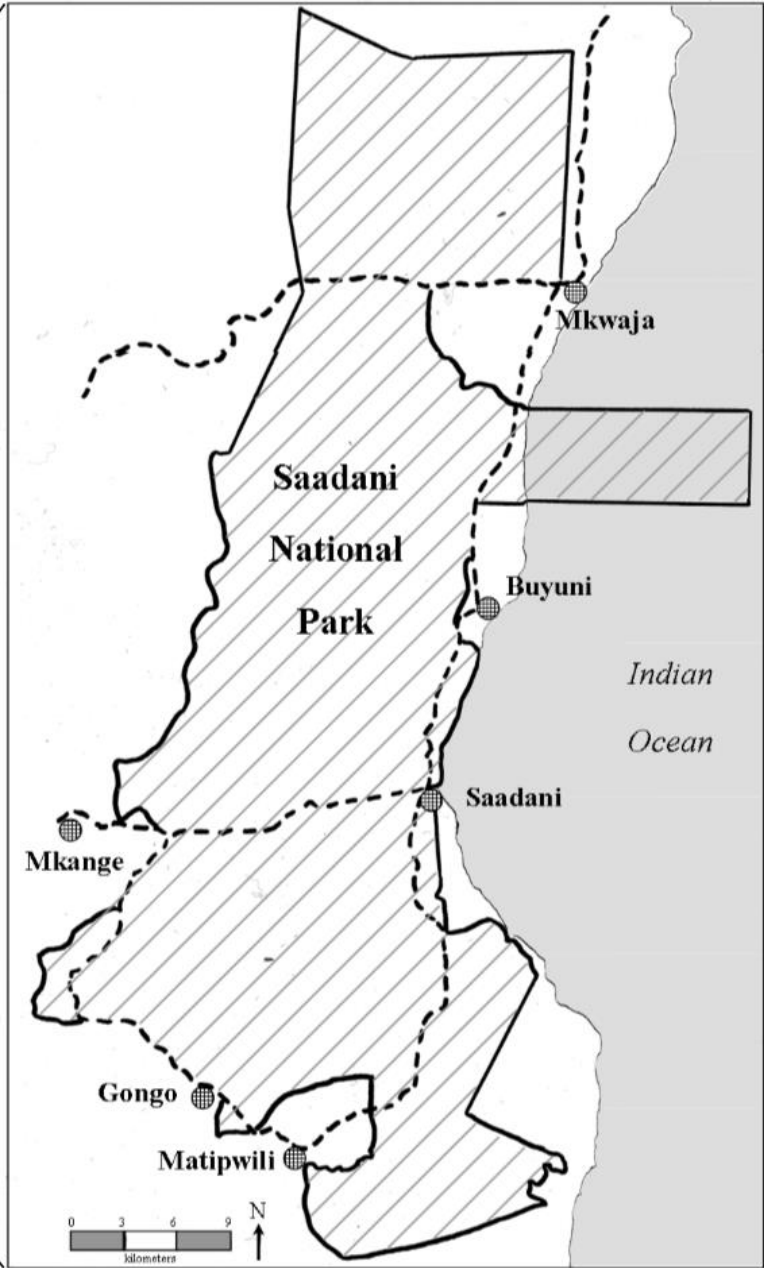 Mkwaja
Saadani
National
Park
Buyuni
Indian
Ocean
Saadani
Mkange
Gongo
Matipwili
0 3 6 9
kilometers
N